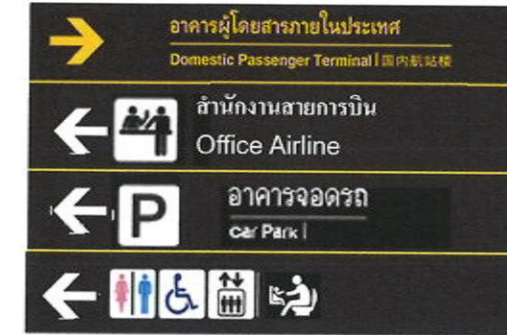 อาคารผู้โดยสารภายในประเทศ
Domestic Passenger Terminal | 国内航站楼
สำนักงานสายการบิน
Office Airline
P
อาคารจอดรถ
car Park |